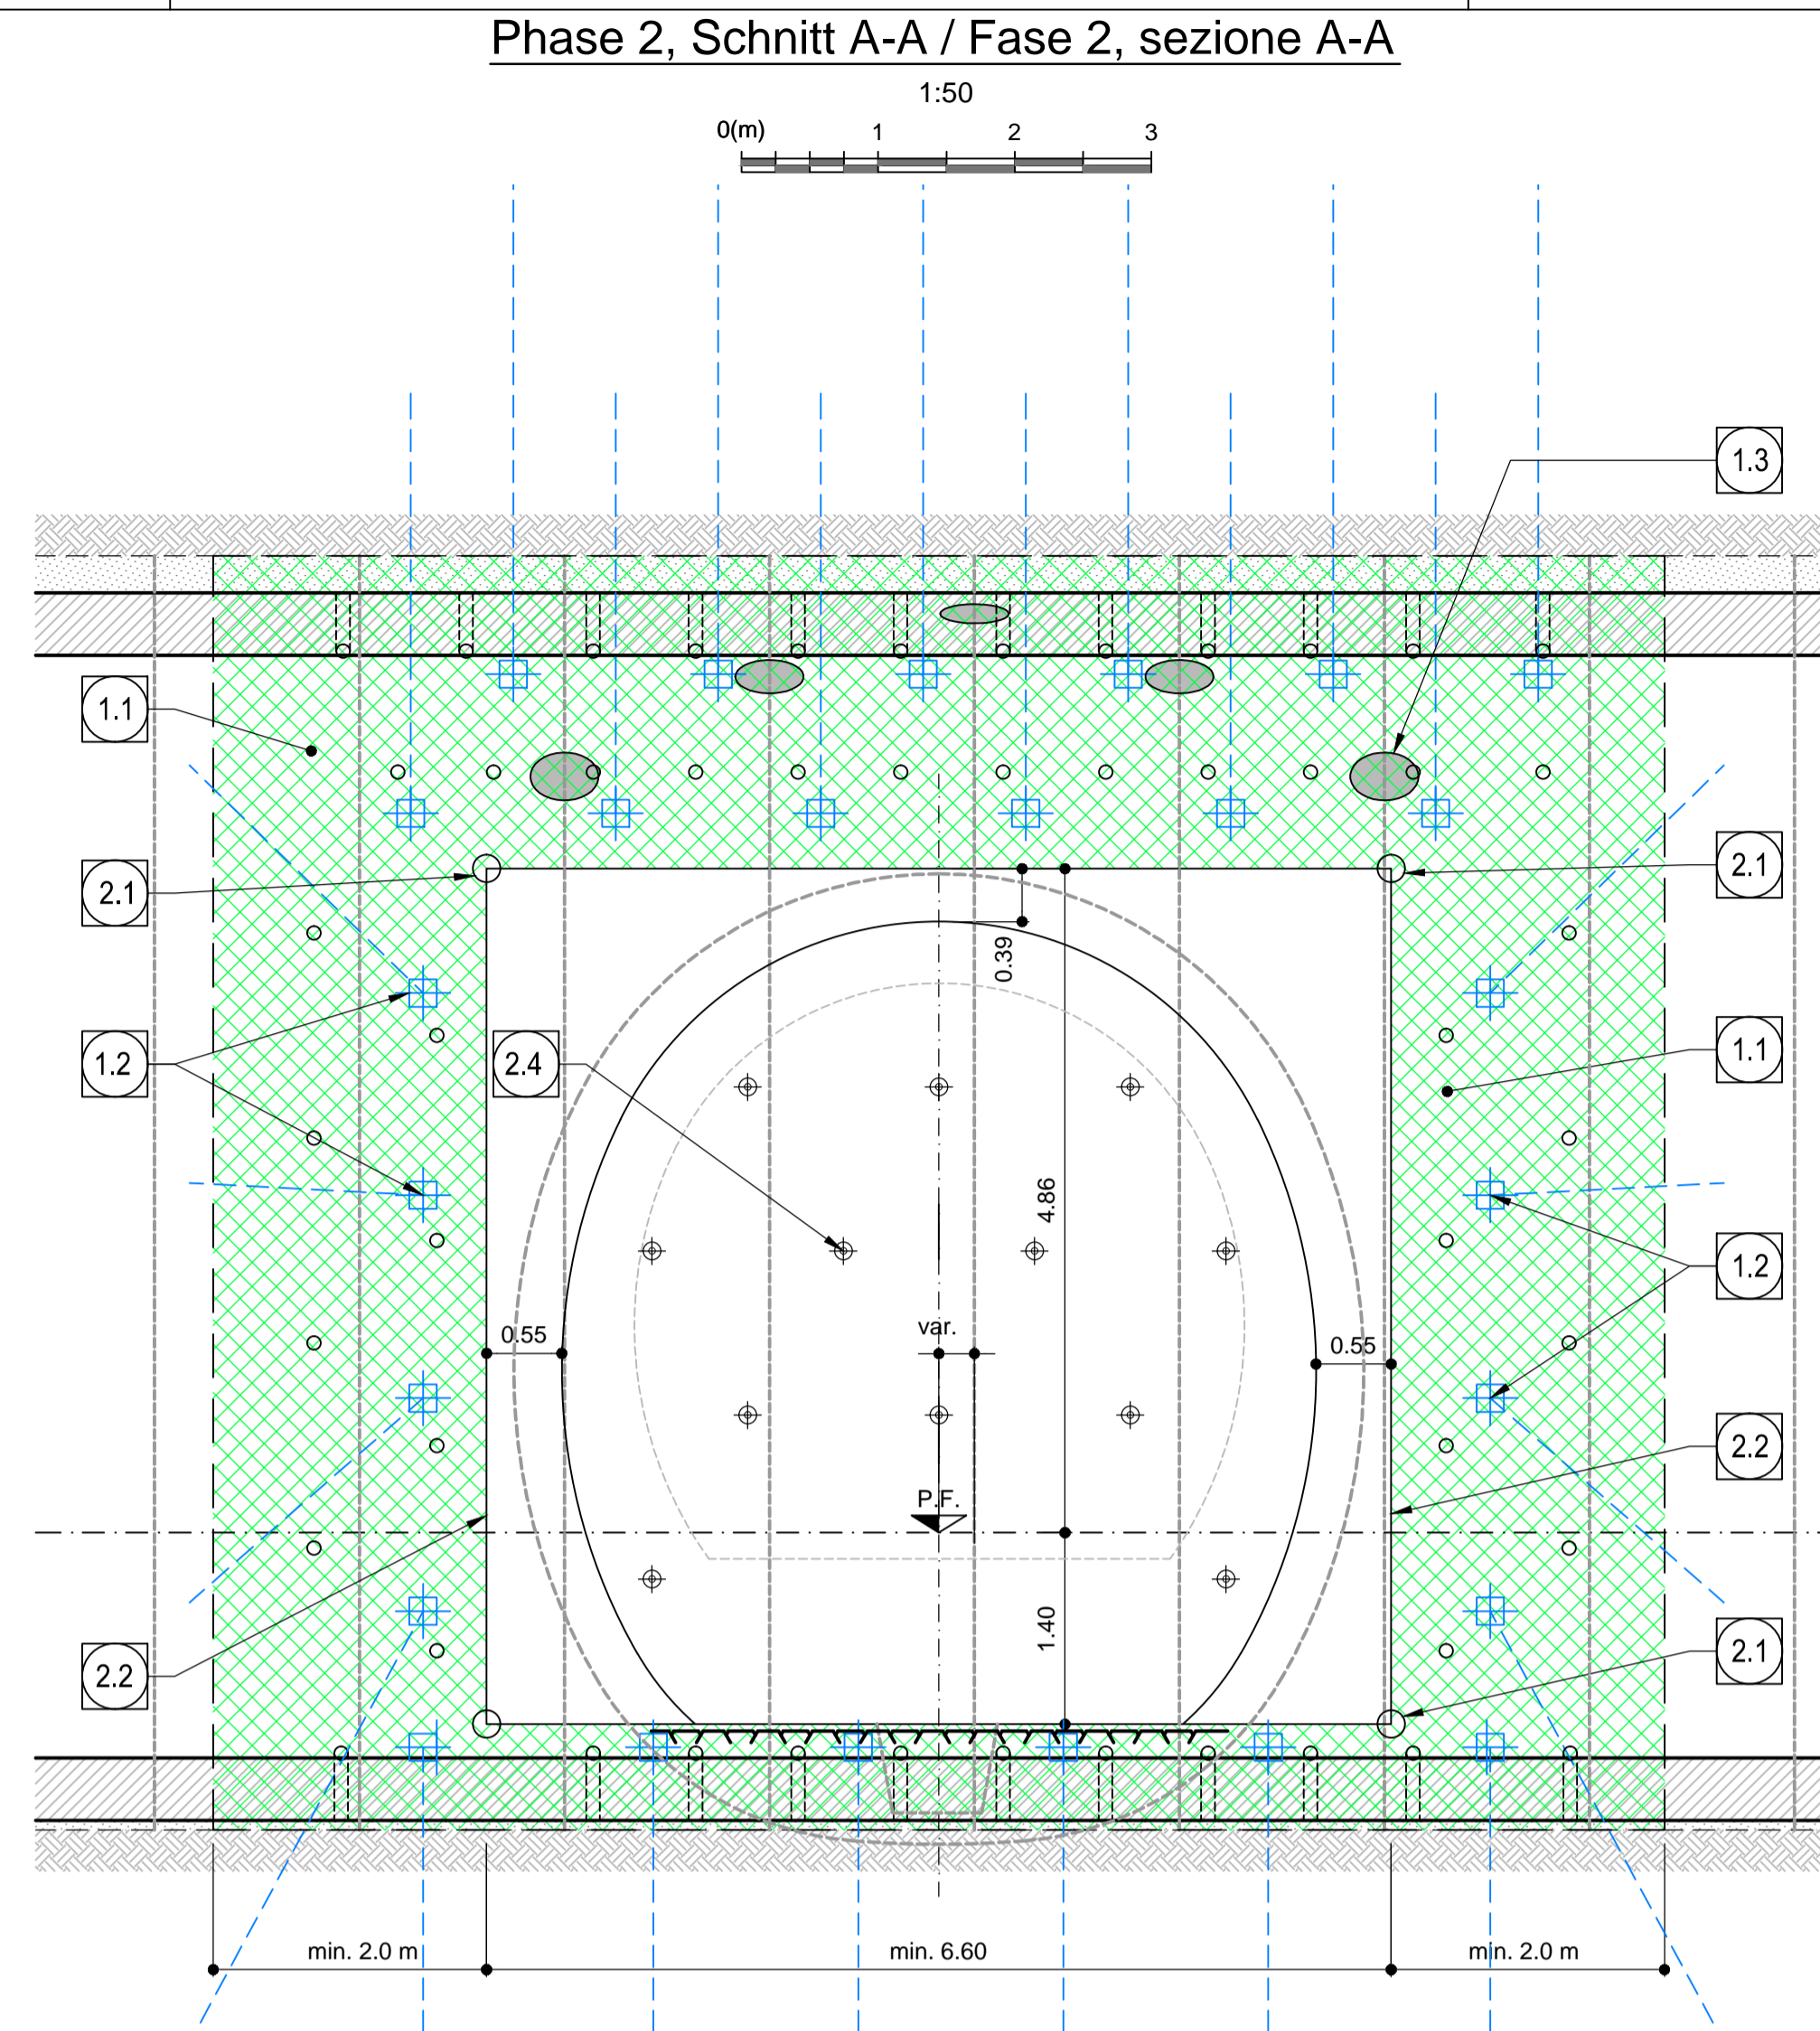 Phase 2, Schnitt A-A / Fase 2, sezione A-A
1:50
0(m) 1 2 3
1.3
1.1
2.1
2.1
0.39
1.2
2.4
1.1
4.86
1.2
var.
0.55
0.55
2.2
P.F.
1.40
2.2
2.1
min. 2.0 m
min. 6.60
min. 2.0 m